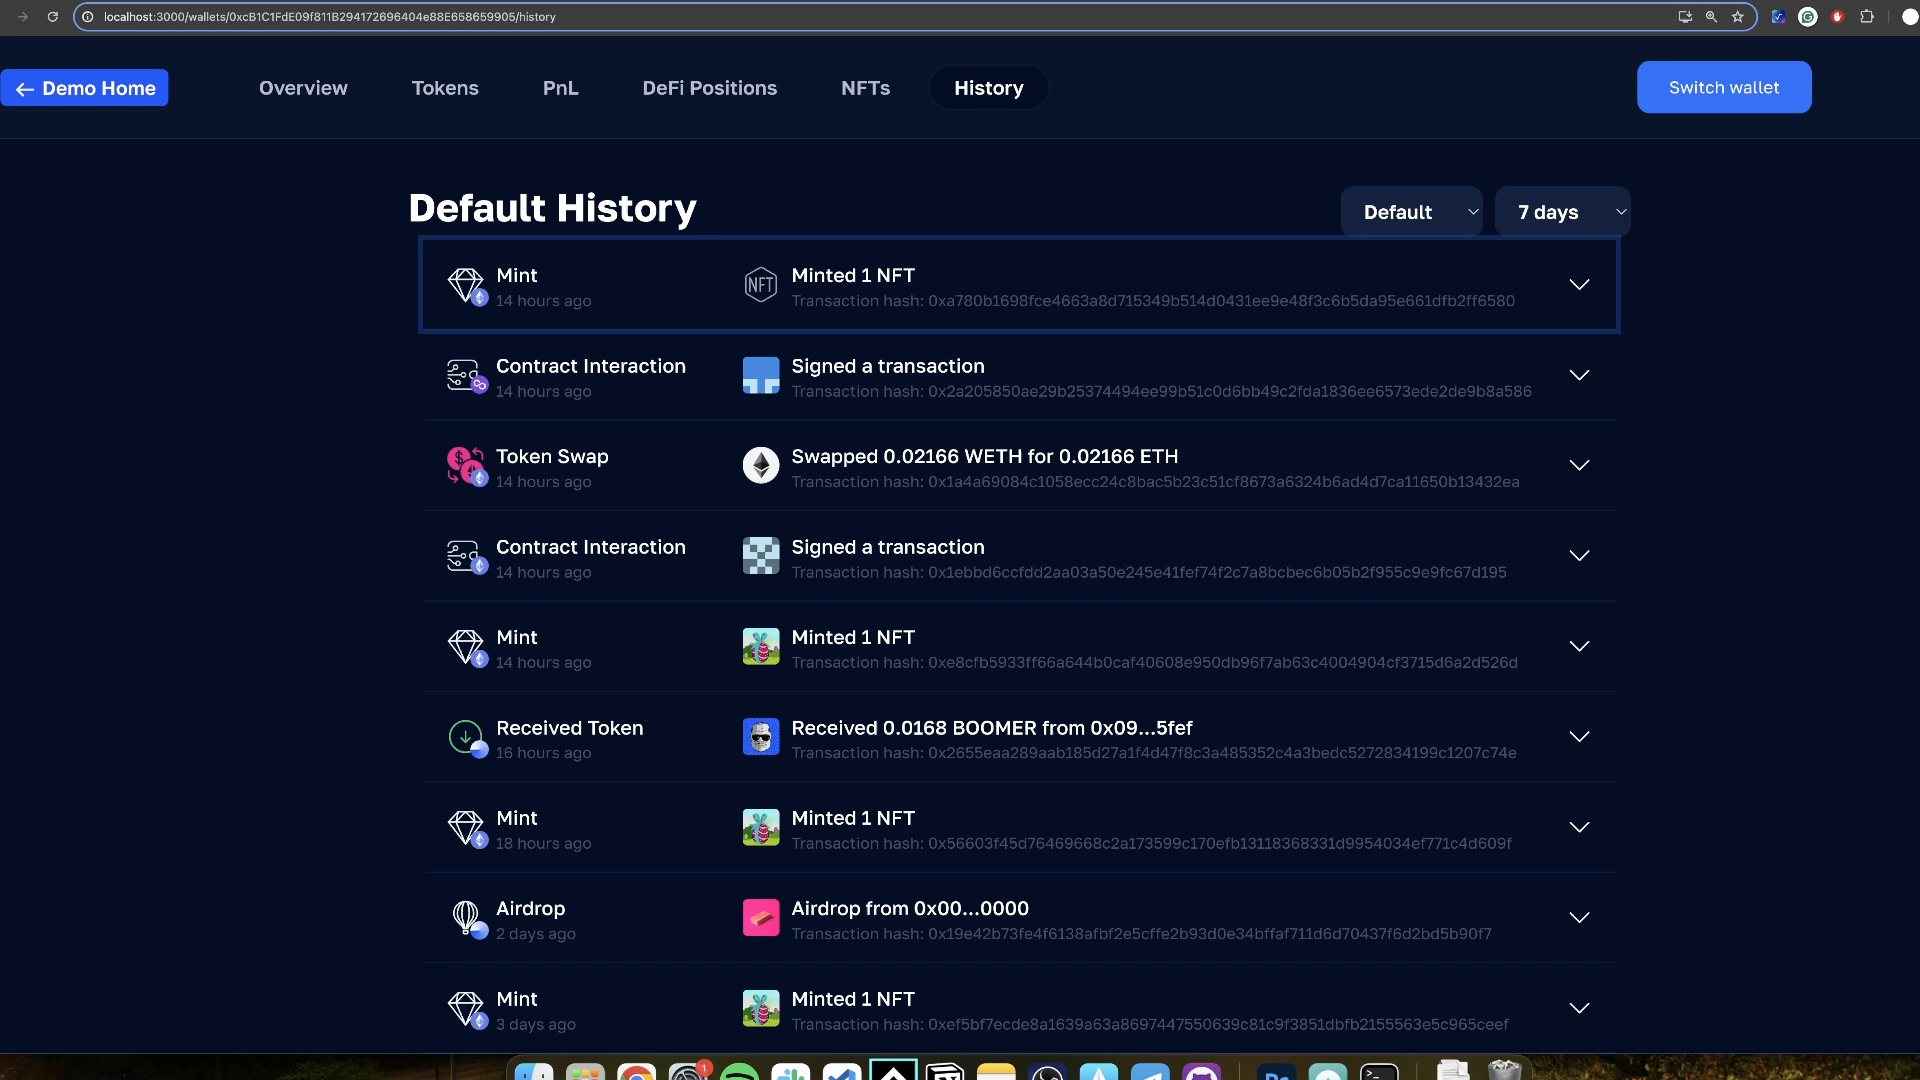 localhost:3000/wallets/0xcB1C1FdE09f811B294172696404e88E658659905/history
Demo Home
Overview
Tokens
PnL
DeFi Positions
NFTs
History
Switch wallet
Default History
Default
7 days
Mint
14 hours ago
NFT
Minted 1 NFT
Transaction hash: 0xa780b1698fce4663a8d715349b514d0431ee9e48f3c6b5da95e661dfb2ff6580
Contract Interaction
14 hours ago
Signed a transaction
Transaction hash: 0x2a205850ae29b25374494ee99b51c0d6bb49c2fda1836ee6573ede2de9b8a586
Token Swap
14 hours ago
Swapped 0.02166 WETH for 0.02166 ETH
Transaction hash: 0x1a4a69084c1058ecc24c8bac5b23c51cf8673a6324b6ad4d7ca11650b13432ea
Contract Interaction
14 hours ago
Signed a transaction
Transaction hash: 0x1ebbd6ccfdd2aa03a50e245e41fef74f2c7a8bcbec6b05b2f955c9e9fc67d195
Mint
14 hours ago
Minted 1 NFT
Transaction hash: 0xe8cfb5933ff66a644b0caf40608e950db96f7ab63c4004904cf3715d6a2d526d
Received Token
16 hours ago
Received 0.0168 BOOMER from 0x09...5fef
Transaction hash: 0x2655eaa289aab185d27a1f4d47f8c3a485352c4a3bedc5272834199c1207c74e
Mint
18 hours ago
Minted 1 NFT
Transaction hash: 0x56603f45d76469668c2a173599c170efb13118368331d9954034ef771c4d609f
Airdrop
2 days ago
Airdrop from 0x00...0000
Transaction hash: 0x19e42b73fe4f6138afbf2e5cffe2b93d0e34bffaf711d6d70437f6d2bd5b90f7
Mint
3 days ago
Minted 1 NFT
Transaction hash: 0xef5bf7ecde8a1639a63a8697447550639c81c9f3851dbfb2155563e5c965ceef
1